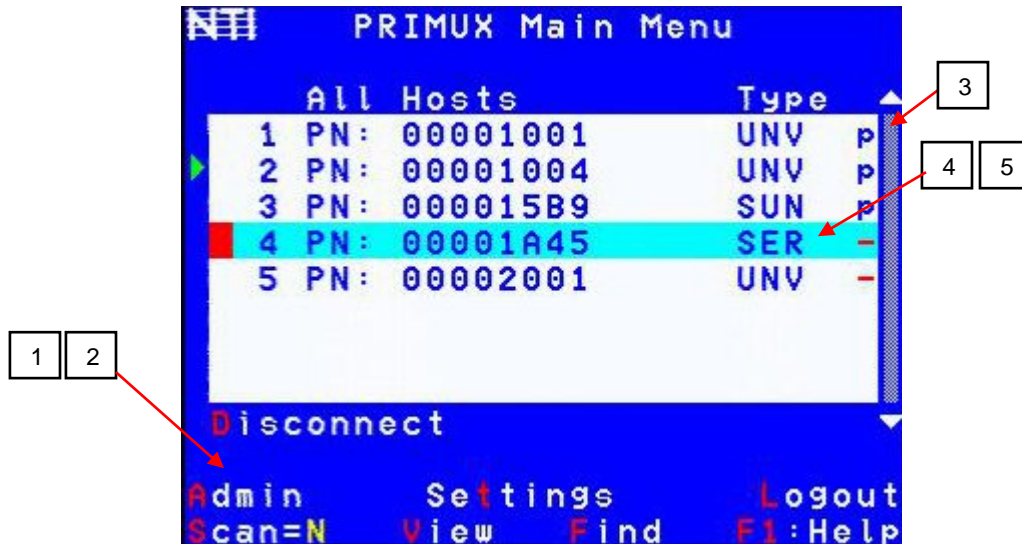 NTI PRIMUX Main Menu
All Hosts Type
1 PN: 00001001 UNV p
2 PN: 00001004 UNV p
3 PN: 000015B9 SUN p
4 PN: 00001A45 SER -
5 PN: 00002001 UNV -
Disconnect
Admin Settings Logout
Scan=N View Find F1:Help
3
4 5
1 2